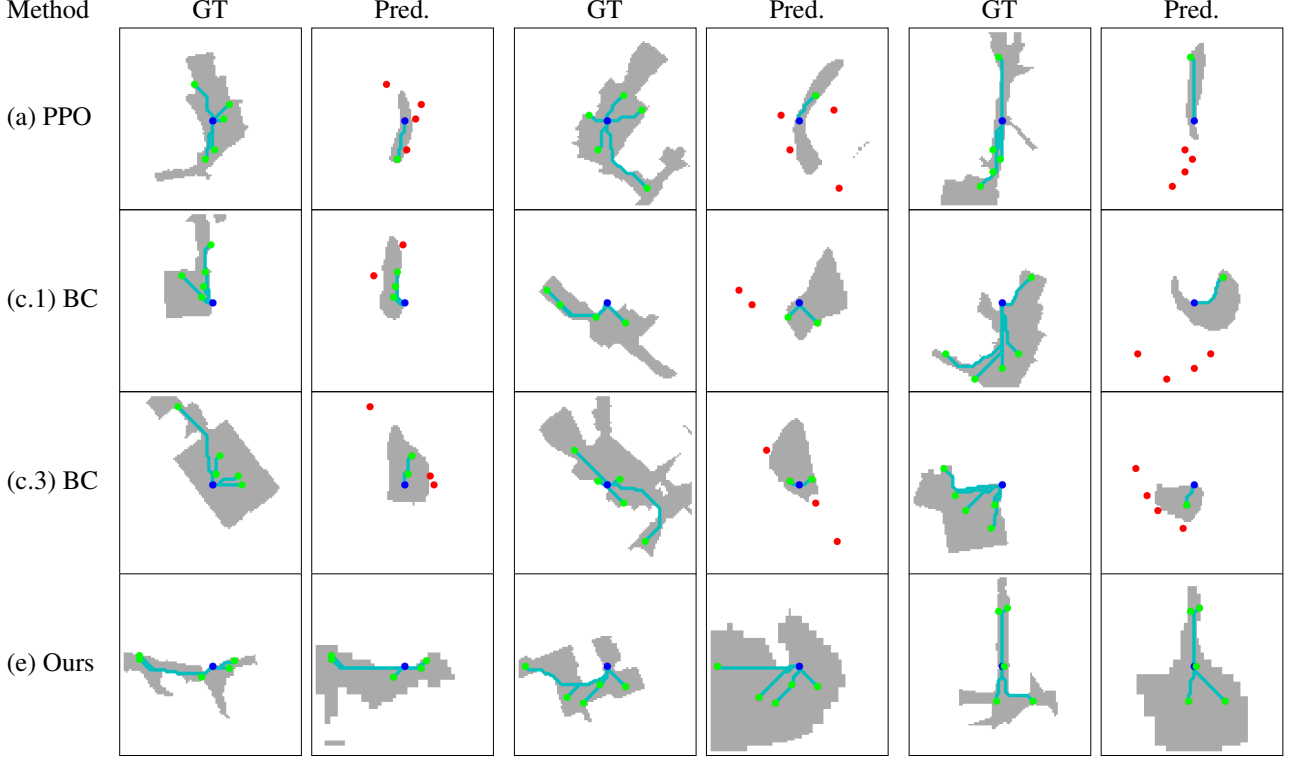 Method GT Pred. GT Pred. GT Pred.
(a) PPO
(c.1) BC
(c.3) BC
(e) Ours